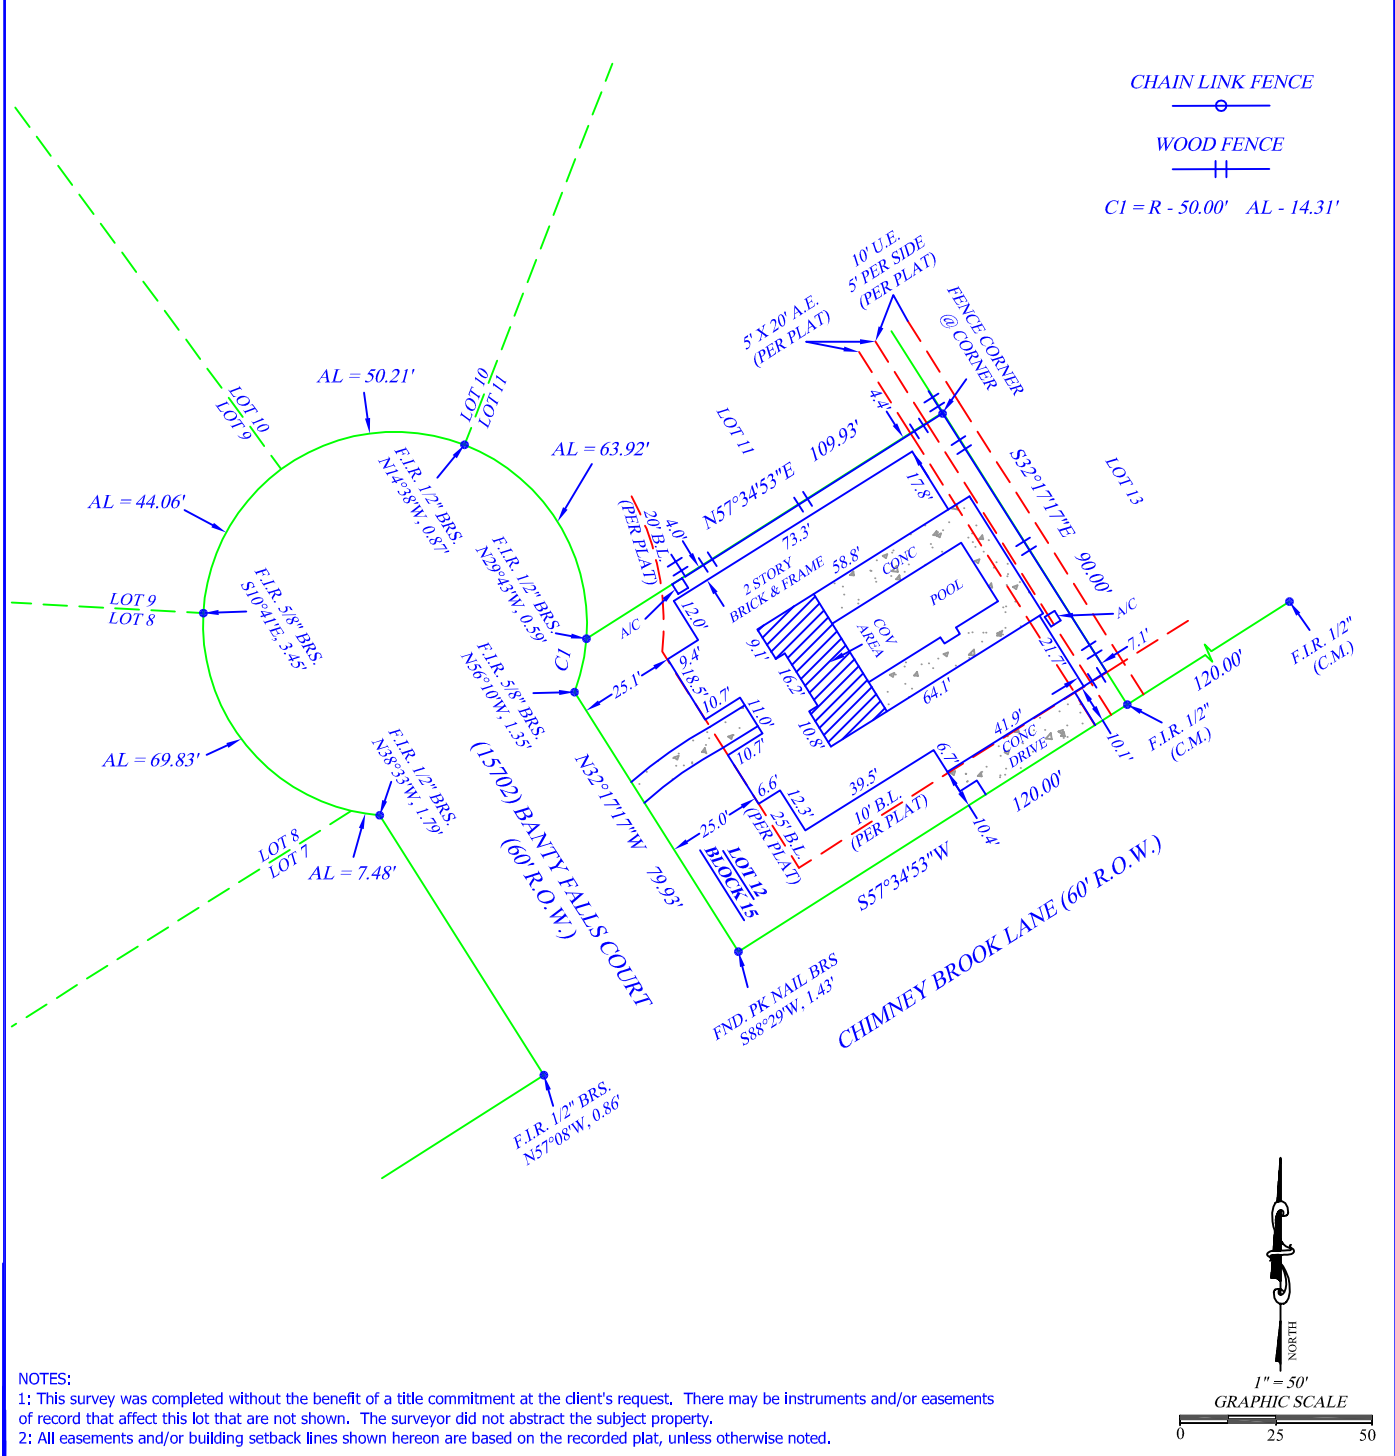 CHAIN LINK FENCE
WOOD FENCE
C1 = R - 50.00'   AL - 14.31'
10' U.E.
5' PER SIDE
(PER PLAT)
5' X 20' A.E.
(PER PLAT)
FENCE CORNER
@ CORNER
LOT 10
LOT 11
LOT 10
LOT 9
AL = 50.21'
AL = 63.92'
AL = 44.06'
AL = 69.83'
AL = 7.48'
LOT 9
LOT 8
LOT 8
LOT 7
F.I.R. 1/2" BRS.
N14°38'W, 0.87'
F.I.R. 1/2" BRS.
N29°43'W, 0.59'
F.I.R. 5/8" BRS.
S10°41'E, 3.45'
F.I.R. 5/8" BRS.
N56°10'W, 1.35'
F.I.R. 1/2" BRS.
N38°33'W, 1.79'
C1
LOT 11
N57°34'53"E   109.93'
4.4'
17.8'
S32°17'17"E   90.00'
LOT 13
20' B.L.
(PER PLAT)
4.0'
73.3'
2 STORY
BRICK & FRAME
58.8'
CONC
POOL
COV
AREA
A/C
A/C
12.0'
9.4'
18.5'
10.7'
11.0'
10.7'
9.1'
16.2'
10.8'
64.1'
21.7'
7.1'
25.1'
25.0'
6.6'
12.3'
39.5'
6.7'
41.9'
CONC
DRIVE
10.1'
10.4'
10' B.L.
(PER PLAT)
25' B.L.
(PER PLAT)
LOT 12
BLOCK 15
120.00'
120.00'
F.I.R. 1/2"
(C.M.)
F.I.R. 1/2"
(C.M.)
S57°34'53"W
N32°17'17"W   79.93'
(15702) BANTY FALLS COURT
(60' R.O.W.)
CHIMNEY BROOK LANE (60' R.O.W.)
FND. PK NAIL BRS
S88°29'W, 1.43'
F.I.R. 1/2" BRS.
N57°08'W, 0.86'
NORTH
1" = 50'
GRAPHIC SCALE
0 25 50
NOTES:
1: This survey was completed without the benefit of a title commitment at the client's request.  There may be instruments and/or easements
of record that affect this lot that are not shown.  The surveyor did not abstract the subject property.
2: All easements and/or building setback lines shown hereon are based on the recorded plat, unless otherwise noted.